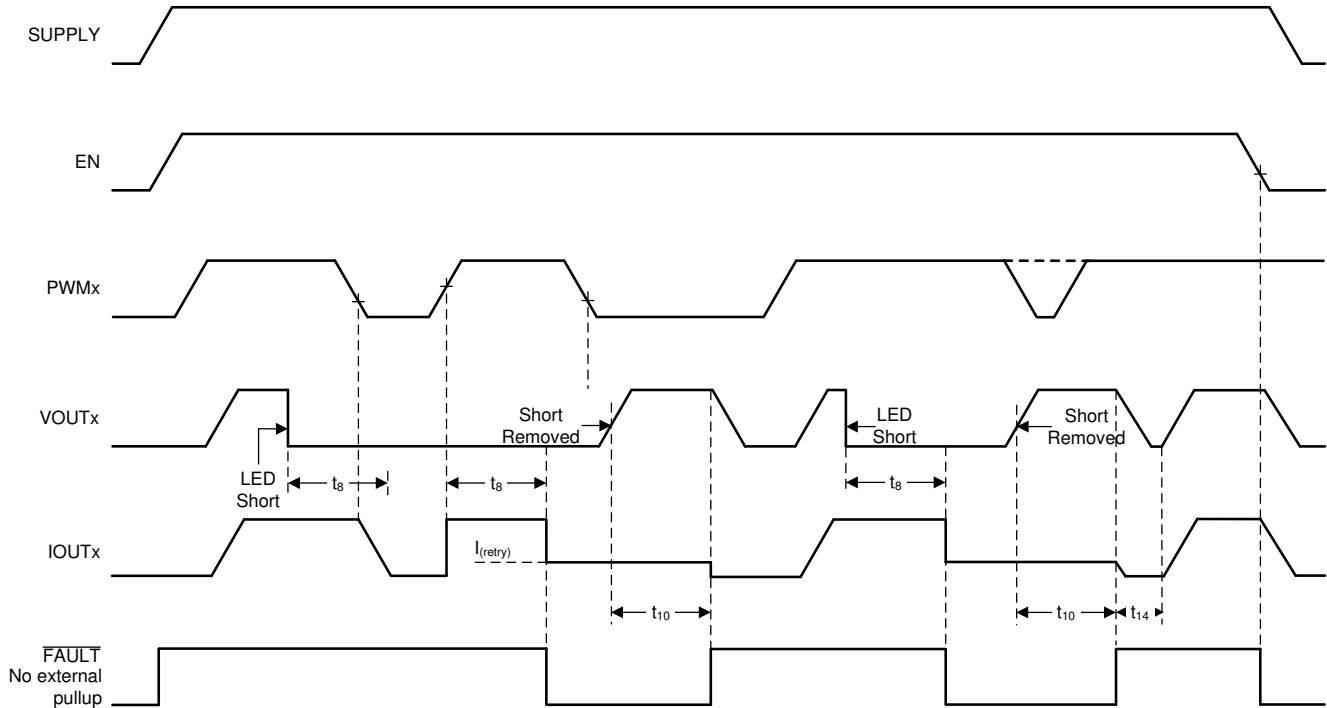 SUPPLY
EN
PWMx
VOUTx
LED
Short
t8
t8
Short
Removed
LED
Short
t8
Short
Removed
IOUTx
I(retry)
t10
t10
t14
FAULT
No external
pullup